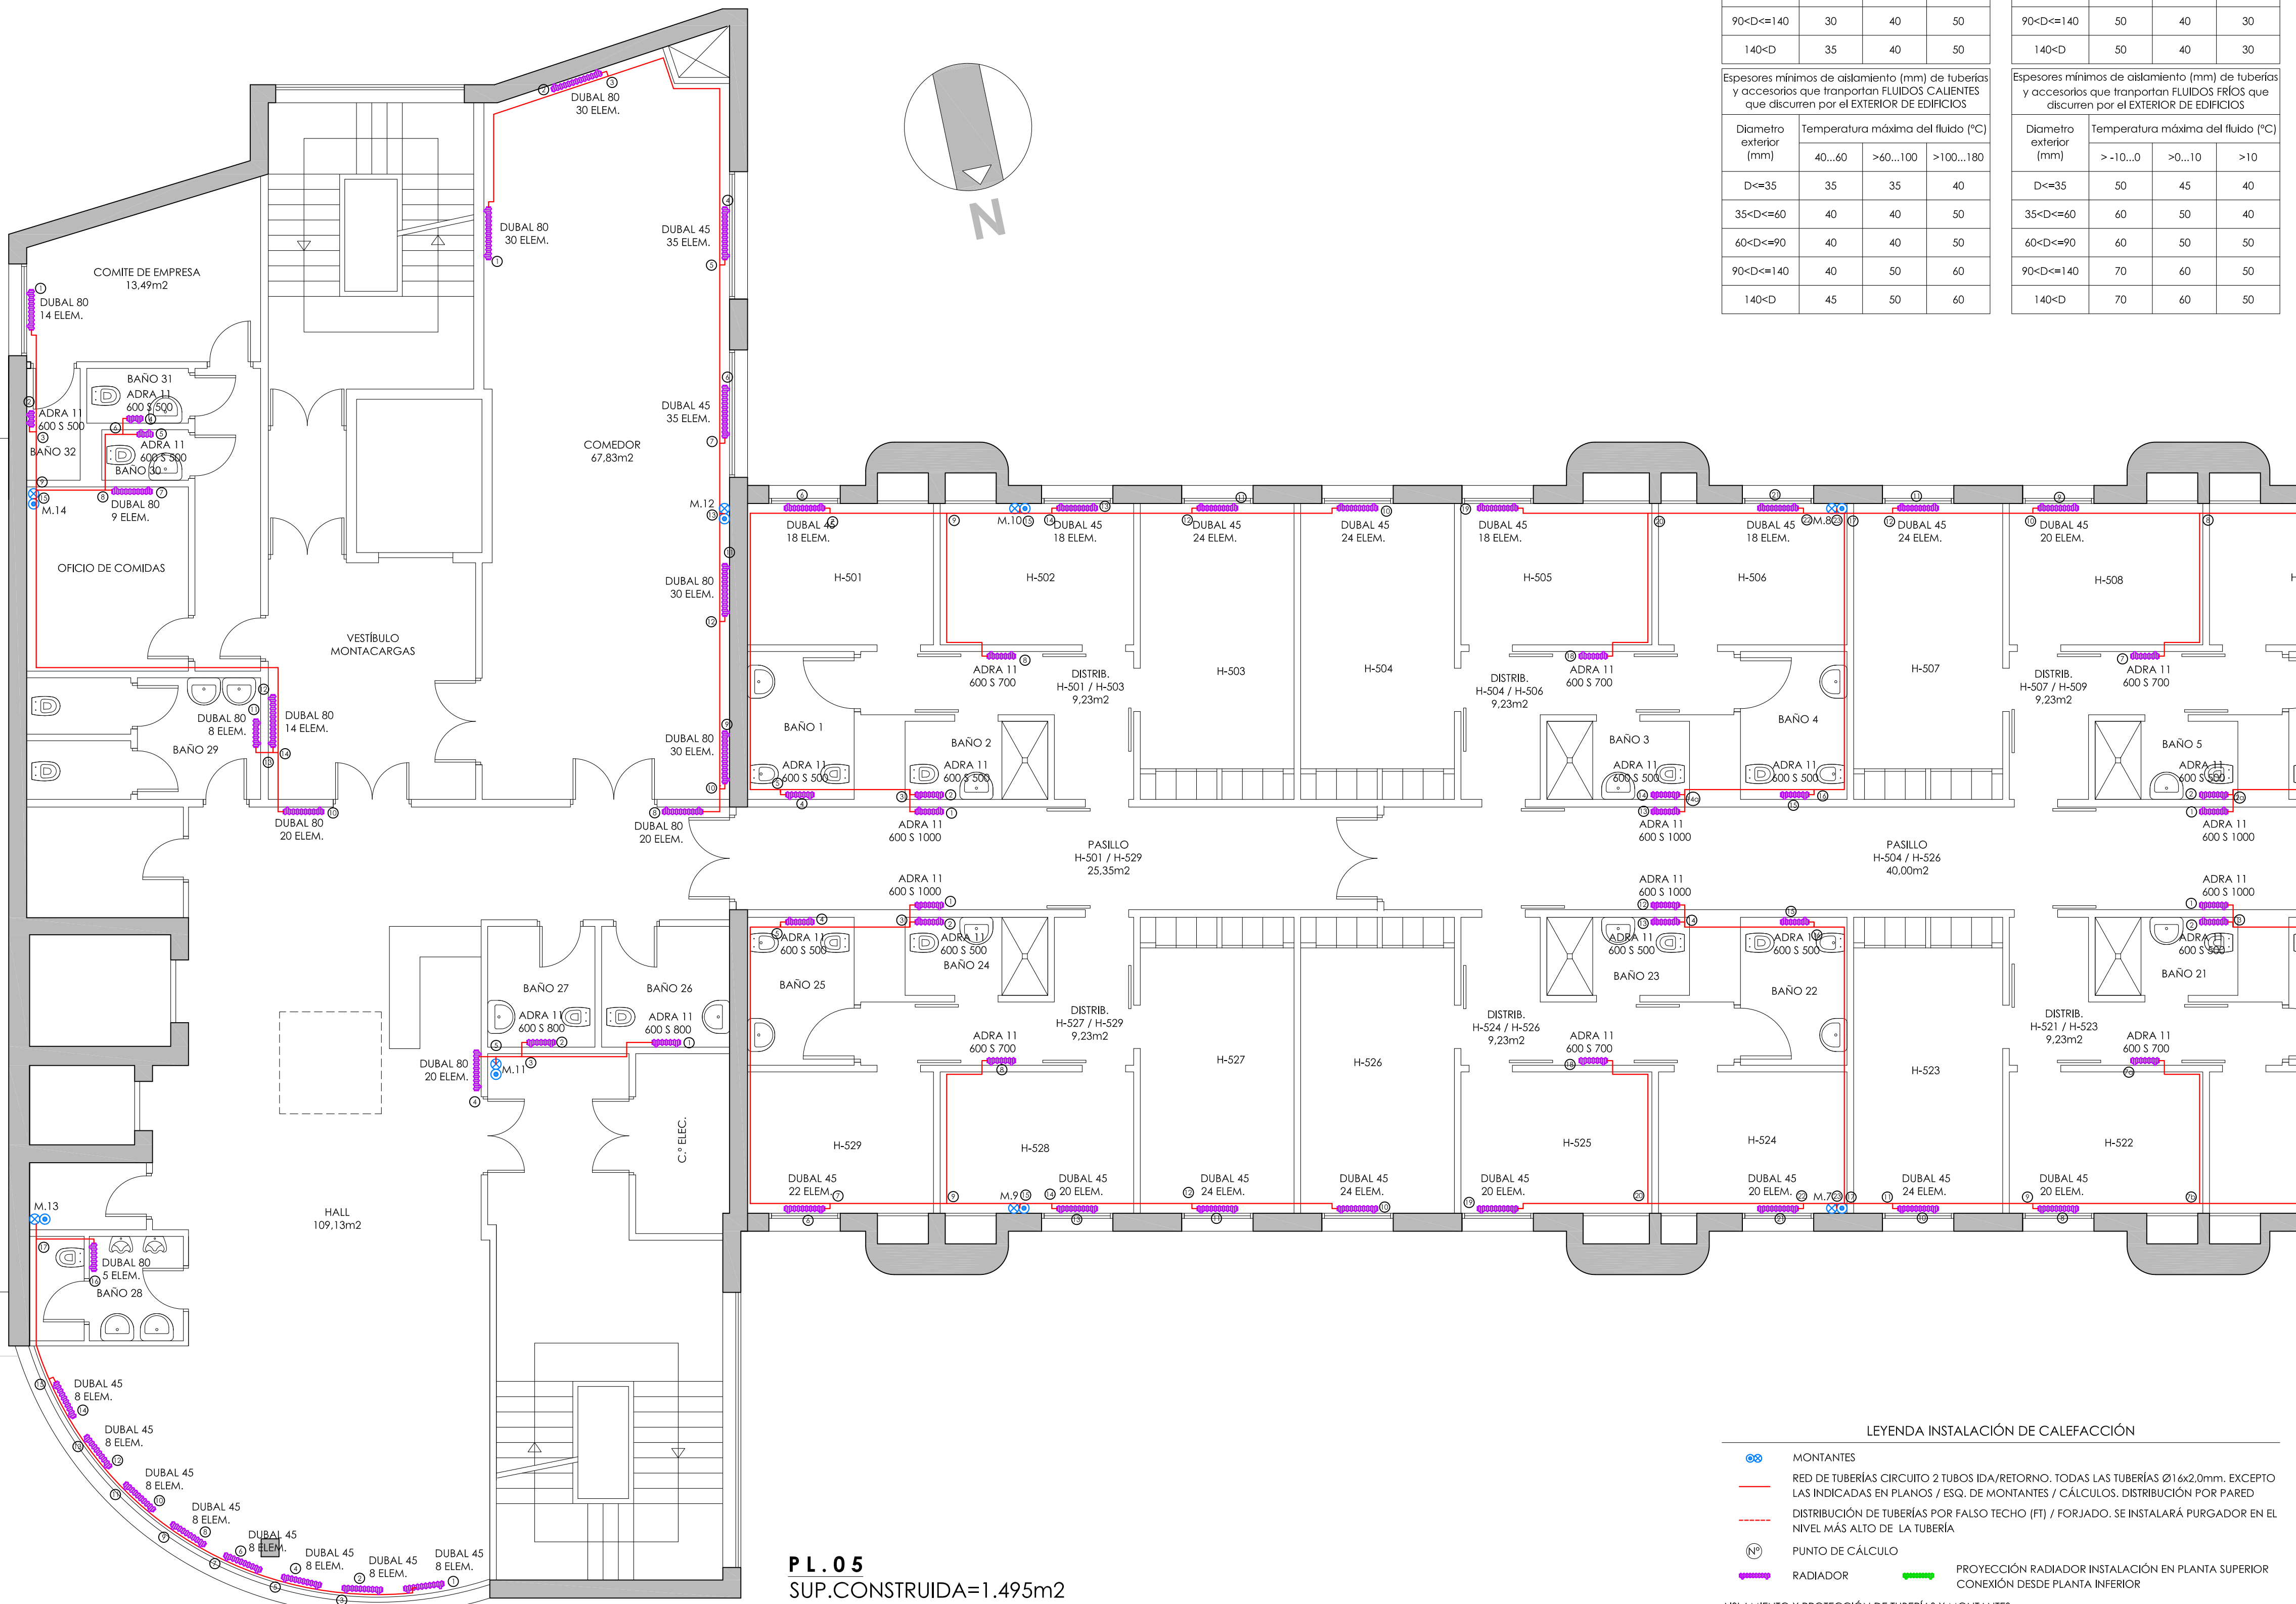 90<D<=140 30 40 50
140<D 35 40 50
90<D<=140 50 40 30
140<D 50 40 30
Espesores mínimos de aislamiento (mm) de tuberías
y accesorios que tranportan FLUIDOS CALIENTES
que discurren por el EXTERIOR DE EDIFICIOS
Diametro exterior (mm) Temperatura máxima del fluido (ºC)
40...60 >60...100 >100...180
D<=35 35 35 40
35<D<=60 40 40 50
60<D<=90 40 40 50
90<D<=140 40 50 60
140<D 45 50 60
Espesores mínimos de aislamiento (mm) de tuberías
y accesorios que tranportan FLUIDOS FRÍOS que
discurren por el EXTERIOR DE EDIFICIOS
Diametro exterior (mm) Temperatura máxima del fluido (ºC)
> -10...0 >0...10 >10
D<=35 50 45 40
35<D<=60 60 50 40
60<D<=90 60 50 50
90<D<=140 70 60 50
140<D 70 60 50
N
DUBAL 80
30 ELEM.
DUBAL 80
30 ELEM.
DUBAL 45
35 ELEM.
COMITE DE EMPRESA
13,49m2
DUBAL 80
14 ELEM.
BAÑO 31
ADRA 11
600 S 500
ADRA 11
600 S 500
BAÑO 32
ADRA 11
600 S 500
BAÑO 30
DUBAL 80
9 ELEM.
M.14
OFICIO DE COMIDAS
DUBAL 45
35 ELEM.
COMEDOR
67,83m2
M.12
DUBAL 80
30 ELEM.
VESTÍBULO
MONTACARGAS
DUBAL 80
8 ELEM.
DUBAL 80
14 ELEM.
BAÑO 29
DUBAL 80
30 ELEM.
DUBAL 80
20 ELEM.
DUBAL 80
20 ELEM.
DUBAL 45
18 ELEM.
M.10
DUBAL 45
18 ELEM.
DUBAL 45
24 ELEM.
DUBAL 45
24 ELEM.
DUBAL 45
18 ELEM.
DUBAL 45
18 ELEM.
M.8
DUBAL 45
24 ELEM.
DUBAL 45
20 ELEM.
H-501
H-502
H-503
H-504
H-505
H-506
H-507
H-508
ADRA 11
600 S 700
DISTRIB.
H-501 / H-503
9,23m2
DISTRIB.
H-504 / H-506
9,23m2
ADRA 11
600 S 700
DISTRIB.
H-507 / H-509
9,23m2
ADRA 11
600 S 700
BAÑO 1
BAÑO 2
BAÑO 3
BAÑO 4
BAÑO 5
ADRA 11
600 S 500
ADRA 11
600 S 500
ADRA 11
600 S 500
ADRA 11
600 S 500
ADRA 11
600 S 500
ADRA 11
600 S 1000
ADRA 11
600 S 1000
ADRA 11
600 S 1000
PASILLO
H-501 / H-529
25,35m2
PASILLO
H-504 / H-526
40,00m2
ADRA 11
600 S 1000
ADRA 11
600 S 1000
ADRA 11
600 S 1000
ADRA 11
600 S 500
ADRA 11
600 S 500
ADRA 11
600 S 500
ADRA 11
600 S 500
ADRA 11
600 S 500
BAÑO 25
BAÑO 24
BAÑO 23
BAÑO 22
BAÑO 21
BAÑO 27
BAÑO 26
ADRA 11
600 S 800
ADRA 11
600 S 800
DUBAL 80
20 ELEM.
M.11
C.º ELEC.
ADRA 11
600 S 700
DISTRIB.
H-527 / H-529
9,23m2
DISTRIB.
H-524 / H-526
9,23m2
ADRA 11
600 S 700
DISTRIB.
H-521 / H-523
9,23m2
ADRA 11
600 S 700
H-529
H-528
H-527
H-526
H-525
H-524
H-523
H-522
DUBAL 45
22 ELEM.
M.9
DUBAL 45
20 ELEM.
DUBAL 45
24 ELEM.
DUBAL 45
24 ELEM.
DUBAL 45
20 ELEM.
DUBAL 45
20 ELEM.
M.7
DUBAL 45
24 ELEM.
DUBAL 45
20 ELEM.
M.13
HALL
109,13m2
DUBAL 80
5 ELEM.
BAÑO 28
DUBAL 45
8 ELEM.
DUBAL 45
8 ELEM.
DUBAL 45
8 ELEM.
DUBAL 45
8 ELEM.
DUBAL 45
8 ELEM.
DUBAL 45
8 ELEM.
DUBAL 45
8 ELEM.
DUBAL 45
8 ELEM.
PL.05
SUP.CONSTRUIDA=1.495m2
LEYENDA INSTALACIÓN DE CALEFACCIÓN
MONTANTES
RED DE TUBERÍAS CIRCUITO 2 TUBOS IDA/RETORNO. TODAS LAS TUBERÍAS Ø16x2,0mm. EXCEPTO
LAS INDICADAS EN PLANOS / ESQ. DE MONTANTES / CÁLCULOS. DISTRIBUCIÓN POR PARED
DISTRIBUCIÓN DE TUBERÍAS POR FALSO TECHO (FT) / FORJADO. SE INSTALARÁ PURGADOR EN EL
NIVEL MÁS ALTO DE LA TUBERÍA
Nº PUNTO DE CÁLCULO
RADIADOR
PROYECCIÓN RADIADOR INSTALACIÓN EN PLANTA SUPERIOR
CONEXIÓN DESDE PLANTA INFERIOR